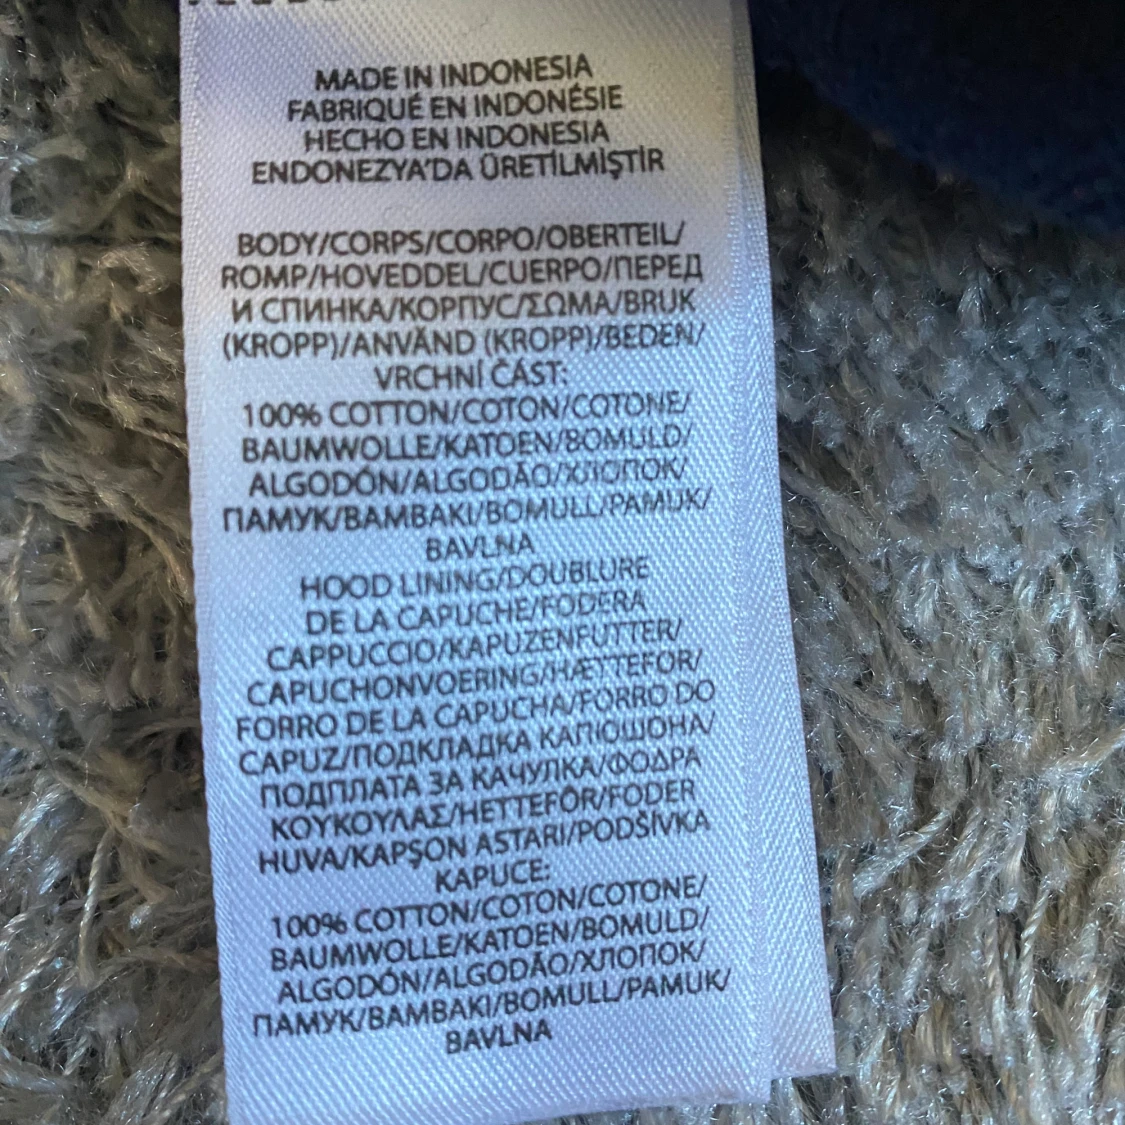 MADE IN INDONESIA
FABRIQUÉ EN INDONÉSIE
HECHO EN INDONESIA
ENDONEZYA'DA ÜRETİLMİŞTİR
BODY/CORPS/CORPO/OBERTEIL/
ROMP/HOVEDDEL/CUERPO/ПЕРЕД
И СПИНКА/КОРПУС/ΣΩΜΑ/BRUK
(KROPP)/ANVÄND (KROPP)/BEDEN/
VRCHNÍ ČÁST:
100% COTTON/COTON/COTONE/
BAUMWOLLE/KATOEN/BOMULD/
ALGODÓN/ALGODÃO/ХЛОПОК/
ПАМУК/BAMBAKI/BOMULL/PAMUK/
BAVLNA
HOOD LINING/DOUBLURE
DE LA CAPUCHE/FODERA
CAPPUCCIO/KAPUZENFUTTER/
CAPUCHONVOERING/HÆTTEFOR/
FORRO DE LA CAPUCHA/FORRO DO
CAPUZ/ПОДКЛАДКА КАПЮШОНА/
ПОДПЛАТА ЗА КАЧУЛКА/ΦΟΔΡΑ
ΚΟΥΚΟΥΛΑΣ/HETTEFÔR/FODER
HUVA/KAPŞON ASTARI/PODŠÍVKA
KAPUCE:
100% COTTON/COTON/COTONE/
BAUMWOLLE/KATOEN/BOMULD/
ALGODÓN/ALGODÃO/ХЛОПОК/
ПАМУК/BAMBAKI/BOMULL/PAMUK/
BAVLNA